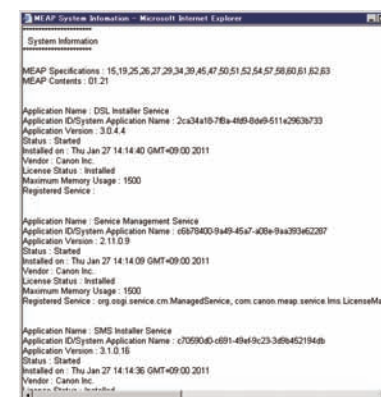 MEAP System Infomation - Microsoft Internet Explorer
********************
System Information
********************
MEAP Specifications : 15,19,25,26,27,29,34,39,45,47,50,51,52,54,57,58,60,61,62,63
MEAP Contents : 01.21
Application Name : DSL Installer Service
Application ID/System Application Name : 2ca34a18-7f8a-4fd9-8de9-511e2963b733
Application Version : 3.0.4.4
Status : Started
Installed on : Thu Jan 27 14:14:40 GMT+09:00 2011
Vendor : Canon Inc.
License Status : Installed
Maximum Memory Usage : 1500
Registered Service :
Application Name : Service Management Service
Application ID/System Application Name : c6b78400-9a49-45a7-a08e-9aa393e62287
Application Version : 2.11.0.9
Status : Started
Installed on : Thu Jan 27 14:14:09 GMT+09:00 2011
Vendor : Canon Inc.
License Status : Installed
Maximum Memory Usage : 1500
Registered Service : org.osgi.service.cm.ManagedService, com.canon.meap.service.lms.LicenseMa
Application Name : SMS Installer Service
Application ID/System Application Name : c70590d0-c691-49ef-9c23-3d9b452194db
Application Version : 3.1.0.16
Status : Started
Installed on : Thu Jan 27 14:14:36 GMT+09:00 2011
Vendor : Canon Inc.
License Status : Installed